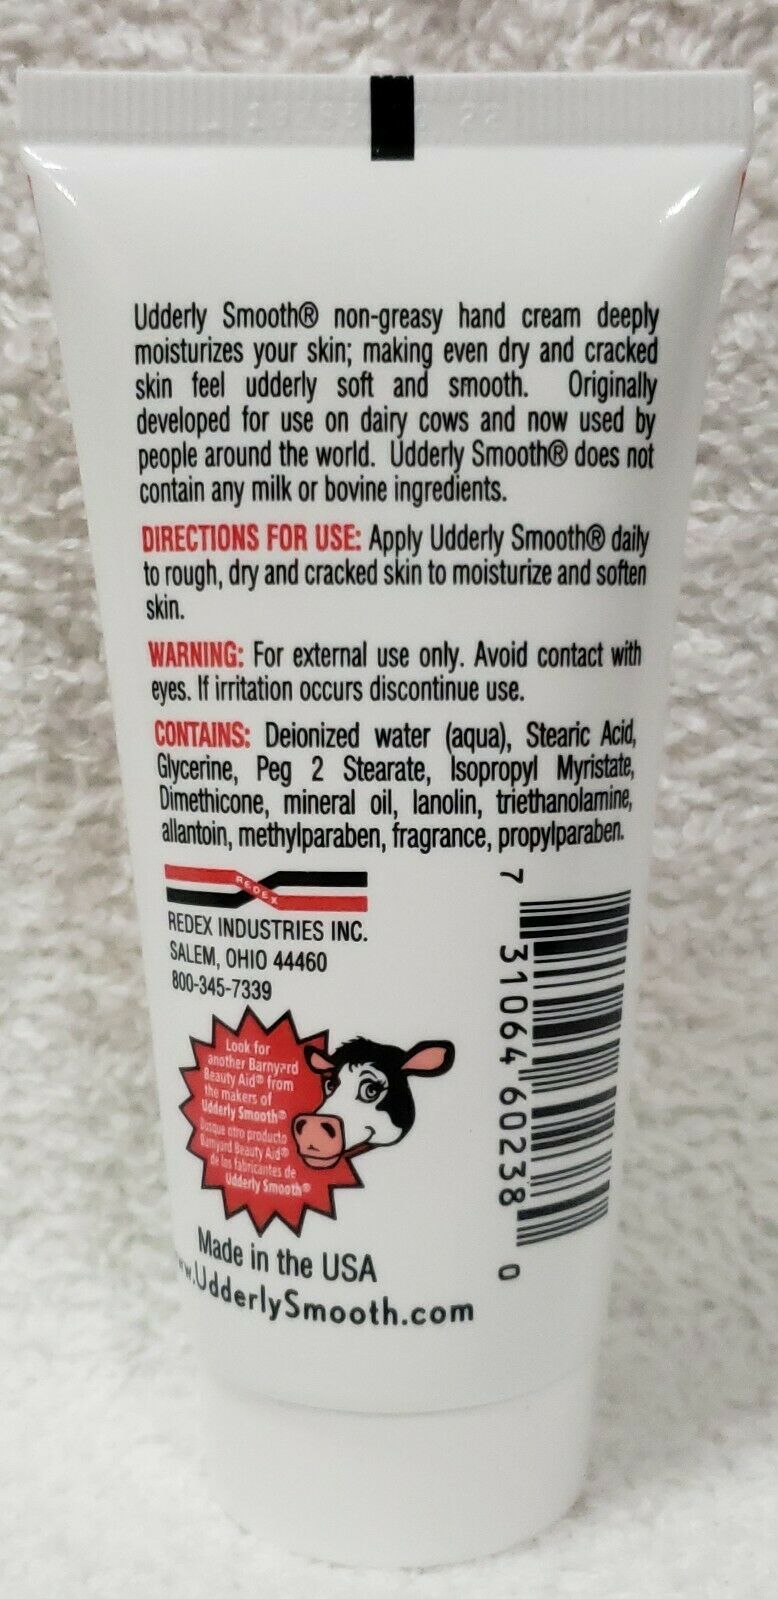 Udderly Smooth® non-greasy hand cream deeply
moisturizes your skin; making even dry and cracked
skin feel udderly soft and smooth. Originally
developed for use on dairy cows and now used by
people around the world. Udderly Smooth® does not
contain any milk or bovine ingredients.
DIRECTIONS FOR USE: Apply Udderly Smooth® daily
to rough, dry and cracked skin to moisturize and soften
skin.
WARNING: For external use only. Avoid contact with
eyes. If irritation occurs discontinue use.
CONTAINS: Deionized water (aqua), Stearic Acid,
Glycerine, Peg 2 Stearate, Isopropyl Myristate,
Dimethicone, mineral oil, lanolin, triethanolamine,
allantoin, methylparaben, fragrance, propylparaben.
REDEX
REDEX INDUSTRIES INC.
SALEM, OHIO 44460
800-345-7339
7 31064 60238 0
Look for
another Barnyard
Beauty Aid® from
the makers of
Udderly Smooth®
Busque otro producto
Barnyard Beauty Aid®
de los fabricantes de
Udderly Smooth®
Made in the USA
w.UdderlySmooth.com